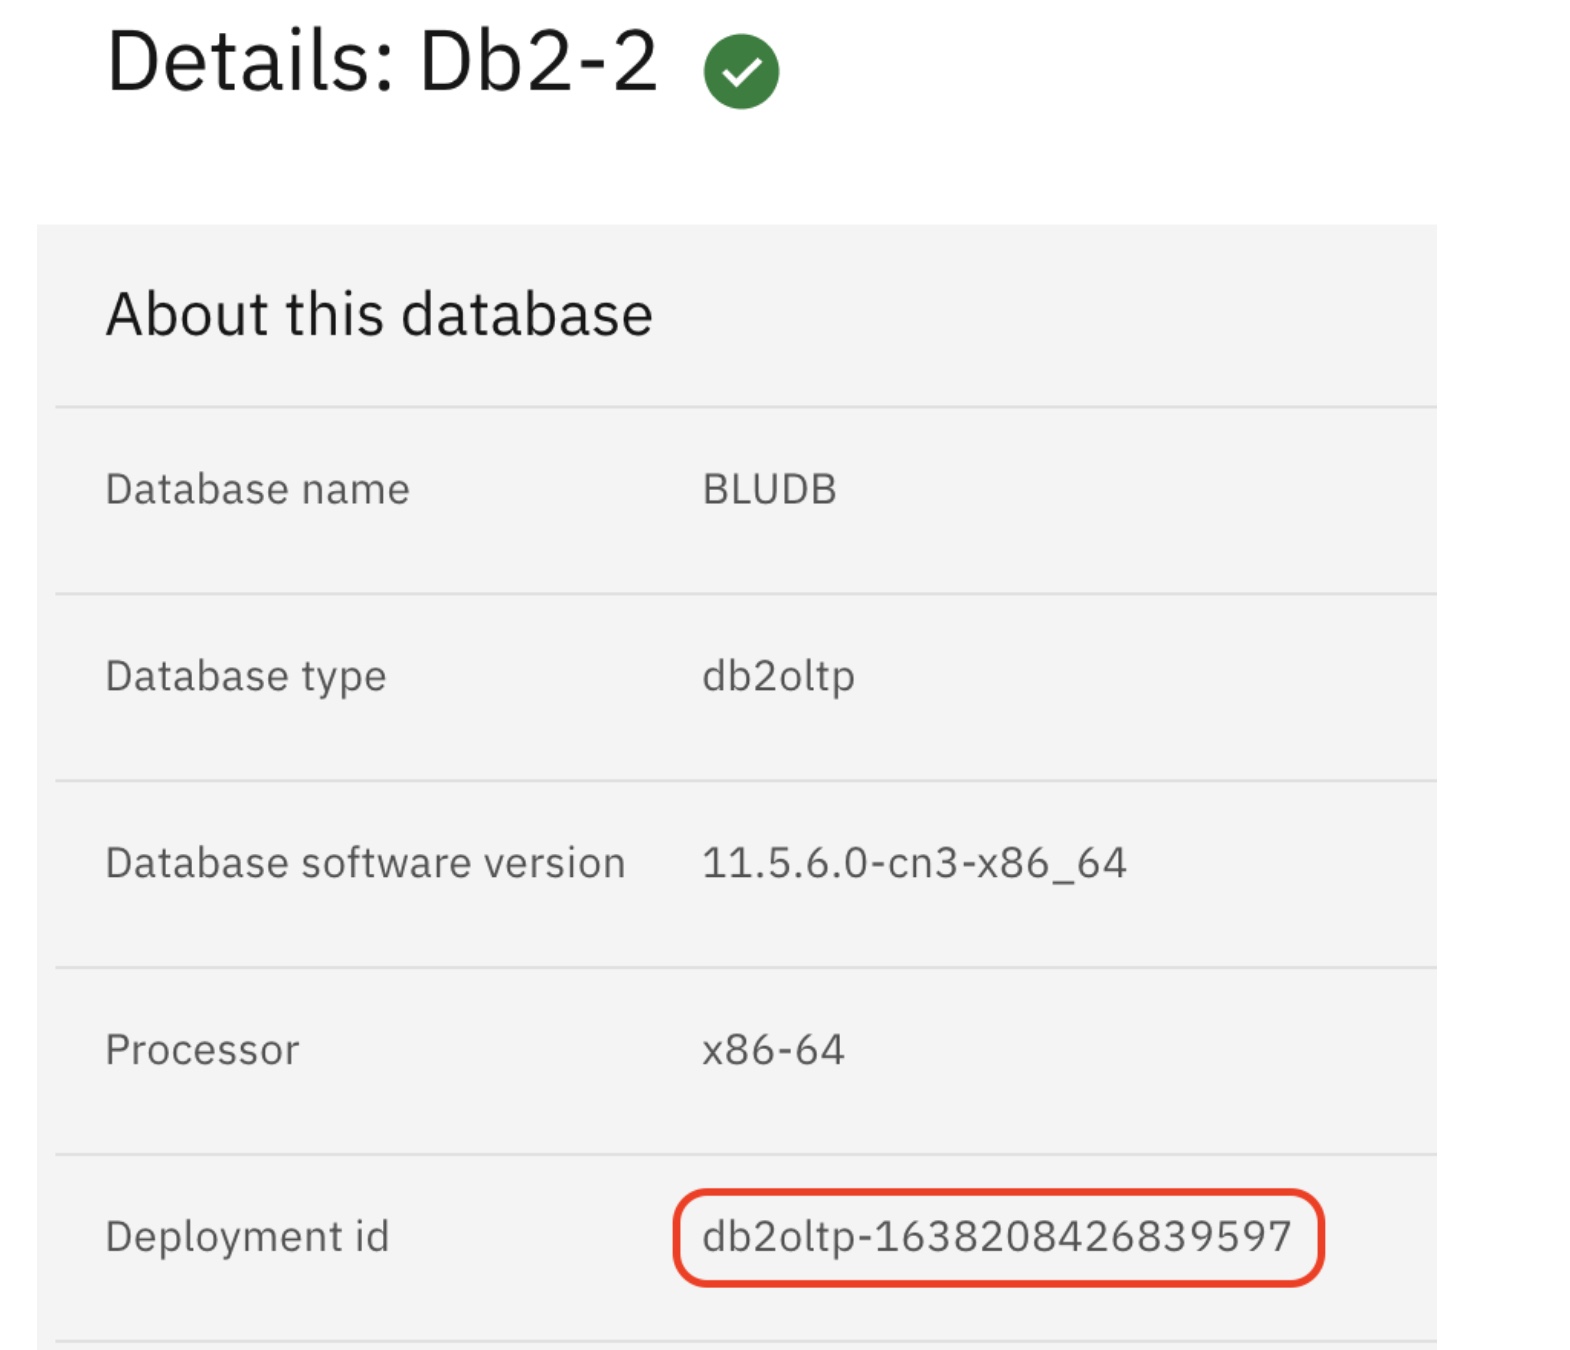 Details: Db2-2
About this database
Database name BLUDB
Database type db2oltp
Database software version 11.5.6.0-cn3-x86_64
Processor x86-64
Deployment id db2oltp-1638208426839597